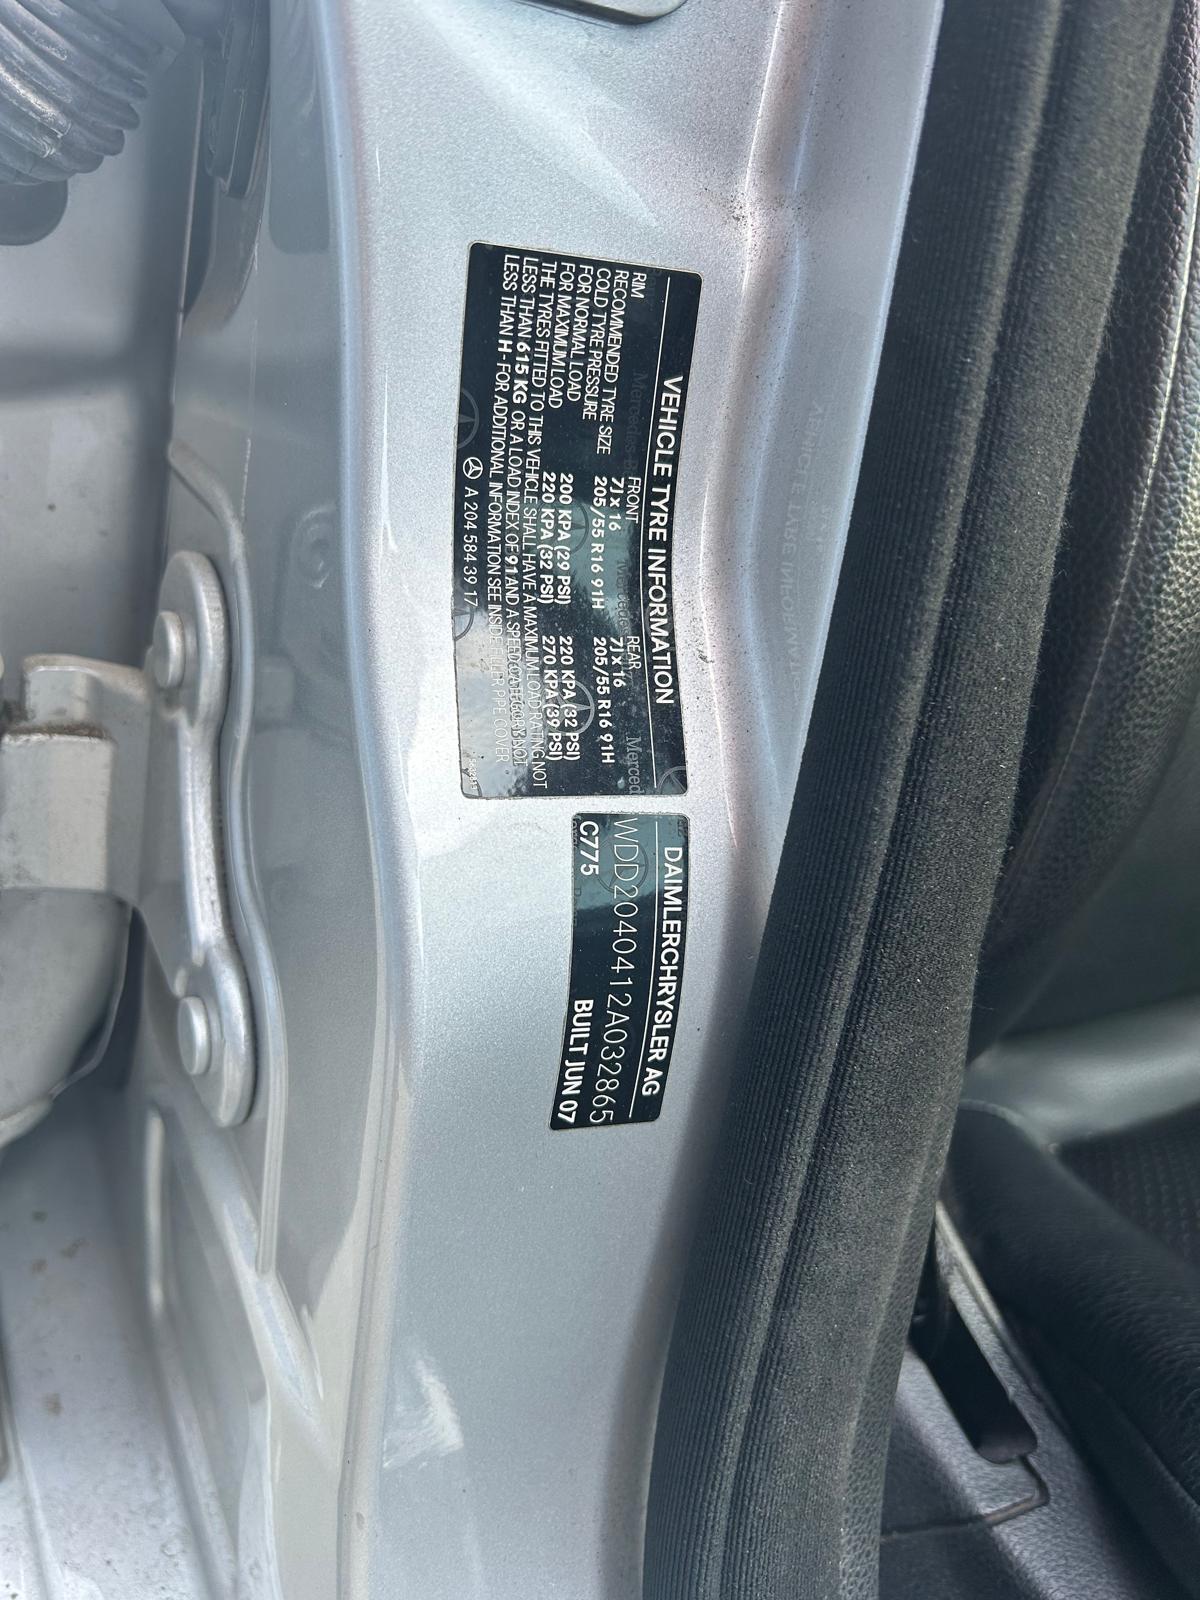 VEHICLE TYRE INFORMATION
FRONT REAR
RIM 7J x 16 7J x 16
RECOMMENDED TYRE SIZE 205/55 R16 91H 205/55 R16 91H
COLD TYRE PRESSURE
FOR NORMAL LOAD 200 KPA (29 PSI) 220 KPA (32 PSI)
FOR MAXIMUM LOAD 220 KPA (32 PSI) 270 KPA (39 PSI)
THE TYRES FITTED TO THIS VEHICLE SHALL HAVE A MAXIMUM LOAD RATING NOT
LESS THAN 615 KG OR A LOAD INDEX OF 91 AND A SPEED CATEGORY NOT
LESS THAN H - FOR ADDITIONAL INFORMATION SEE INSIDE FILLER PIPE COVER
A 204 584 39 17
DAIMLERCHRYSLER AG
WDD2040412A032865
C775 BUILT JUN 07